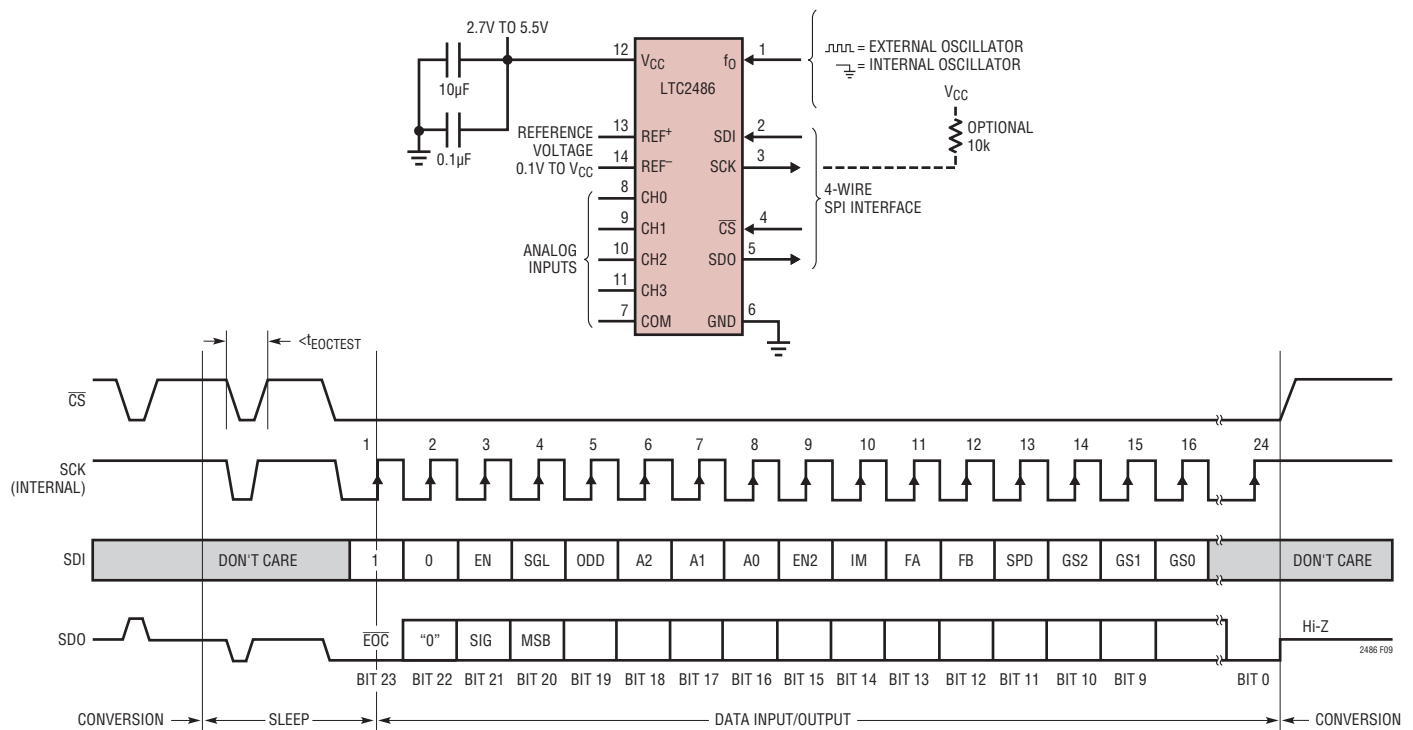 2.7V TO 5.5V
10µF
0.1µF
12
VCC
fO
1
LTC2486
= EXTERNAL OSCILLATOR
= INTERNAL OSCILLATOR
VCC
OPTIONAL
10k
REFERENCE
VOLTAGE
0.1V TO VCC
13
REF+
SDI
2
14
REF–
SCK
3
8
CH0
9
CH1
CS
4
4-WIRE
SPI INTERFACE
ANALOG
INPUTS
10
CH2
SDO
5
11
CH3
7
COM
GND
6
<tEOCTEST
CS
1 2 3 4 5 6 7 8 9 10 11 12 13 14 15 16 24
SCK
(INTERNAL)
SDI DON'T CARE 1 0 EN SGL ODD A2 A1 A0 EN2 IM FA FB SPD GS2 GS1 GS0 DON'T CARE
SDO EOC "0" SIG MSB Hi-Z
2486 F09
BIT 23 BIT 22 BIT 21 BIT 20 BIT 19 BIT 18 BIT 17 BIT 16 BIT 15 BIT 14 BIT 13 BIT 12 BIT 11 BIT 10 BIT 9 BIT 0
CONVERSION SLEEP DATA INPUT/OUTPUT CONVERSION